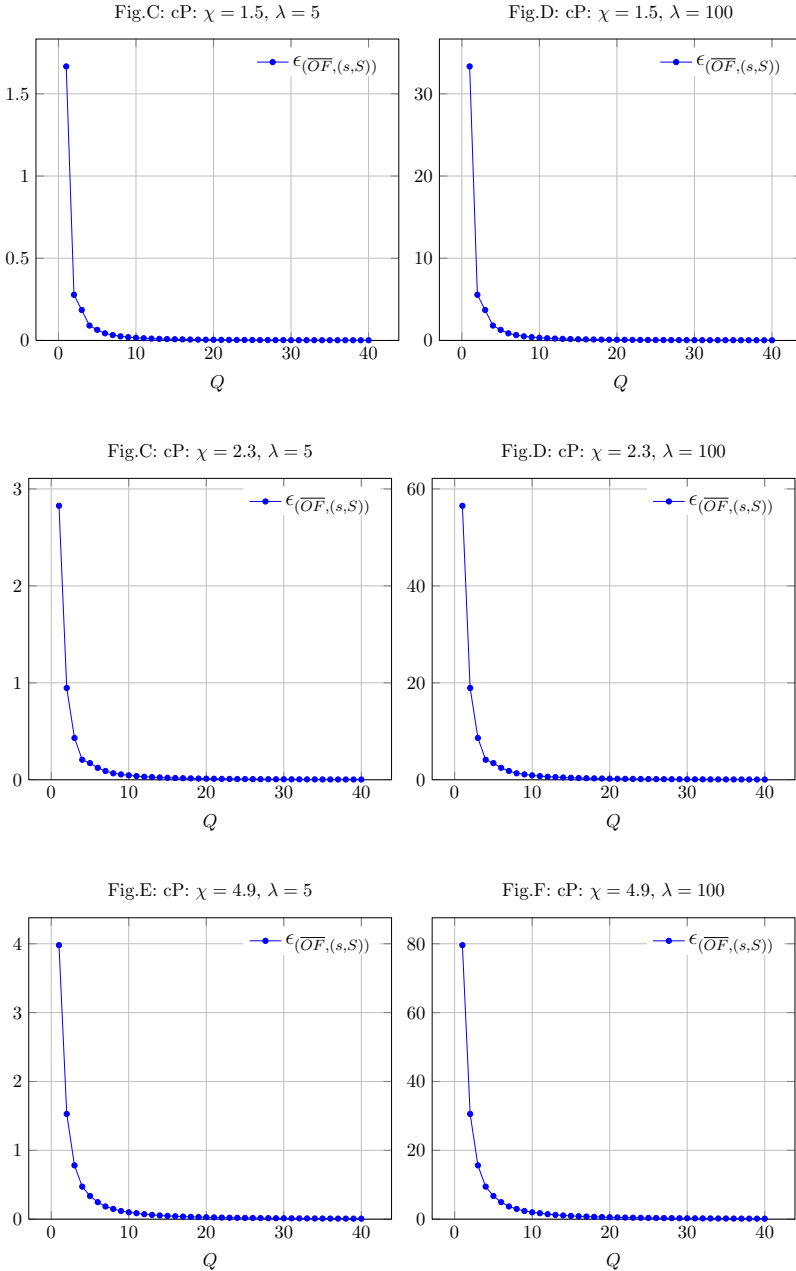 Fig.C: cP: χ = 1.5, λ = 5
ϵ(OF,(s,S))
1.5
1
0.5
0
0 10 20 30 40
Q
Fig.D: cP: χ = 1.5, λ = 100
ϵ(OF,(s,S))
30
20
10
0
0 10 20 30 40
Q
Fig.C: cP: χ = 2.3, λ = 5
ϵ(OF,(s,S))
3
2
1
0
0 10 20 30 40
Q
Fig.D: cP: χ = 2.3, λ = 100
ϵ(OF,(s,S))
60
40
20
0
0 10 20 30 40
Q
Fig.E: cP: χ = 4.9, λ = 5
ϵ(OF,(s,S))
4
3
2
1
0
0 10 20 30 40
Q
Fig.F: cP: χ = 4.9, λ = 100
ϵ(OF,(s,S))
80
60
40
20
0
0 10 20 30 40
Q